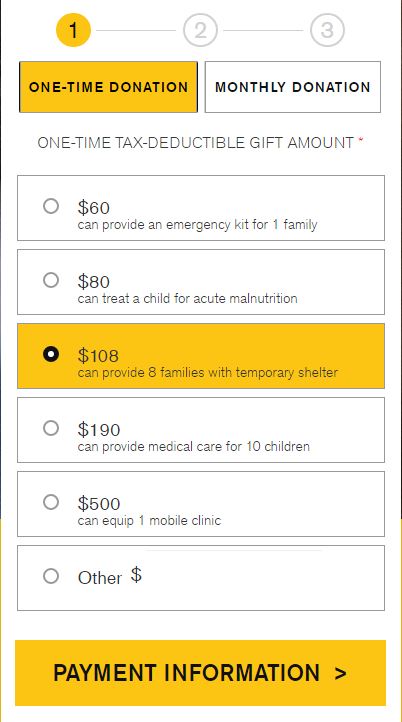 1 2 3
ONE-TIME DONATION MONTHLY DONATION
ONE-TIME TAX-DEDUCTIBLE GIFT AMOUNT *
$60
can provide an emergency kit for 1 family
$80
can treat a child for acute malnutrition
$108
can provide 8 families with temporary shelter
$190
can provide medical care for 10 children
$500
can equip 1 mobile clinic
Other $
PAYMENT INFORMATION >